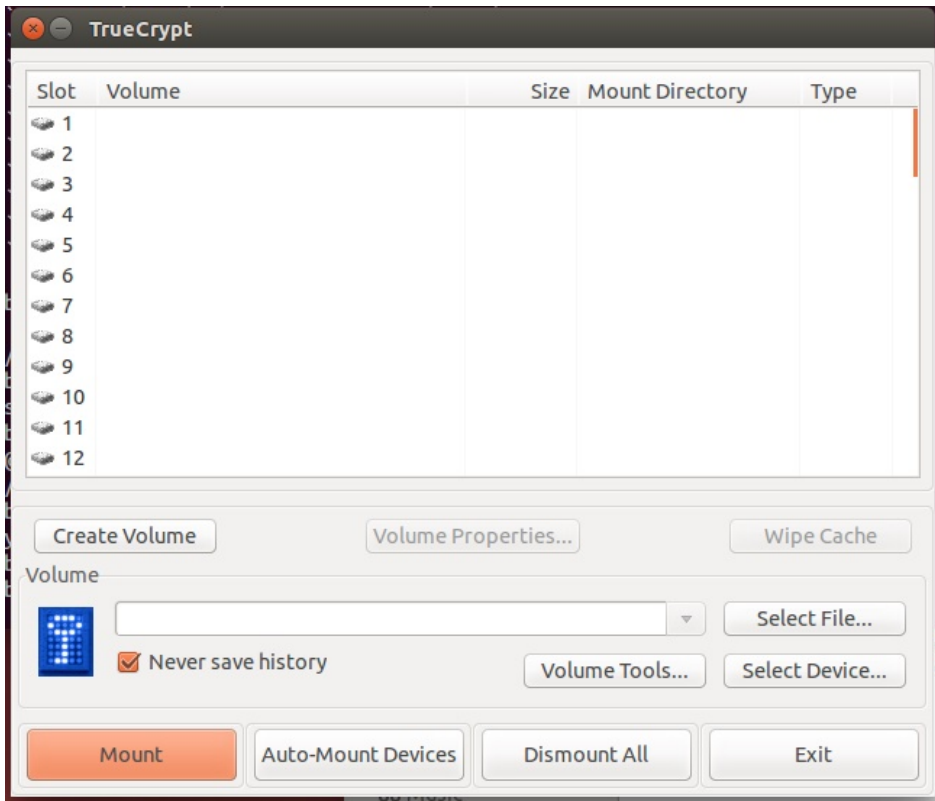 TrueCrypt
Slot Volume Size Mount Directory Type
1
2
3
4
5
6
7
8
9
10
11
12
Create Volume Volume Properties... Wipe Cache
Volume
Select File...
Never save history
Volume Tools... Select Device...
Mount Auto-Mount Devices Dismount All Exit